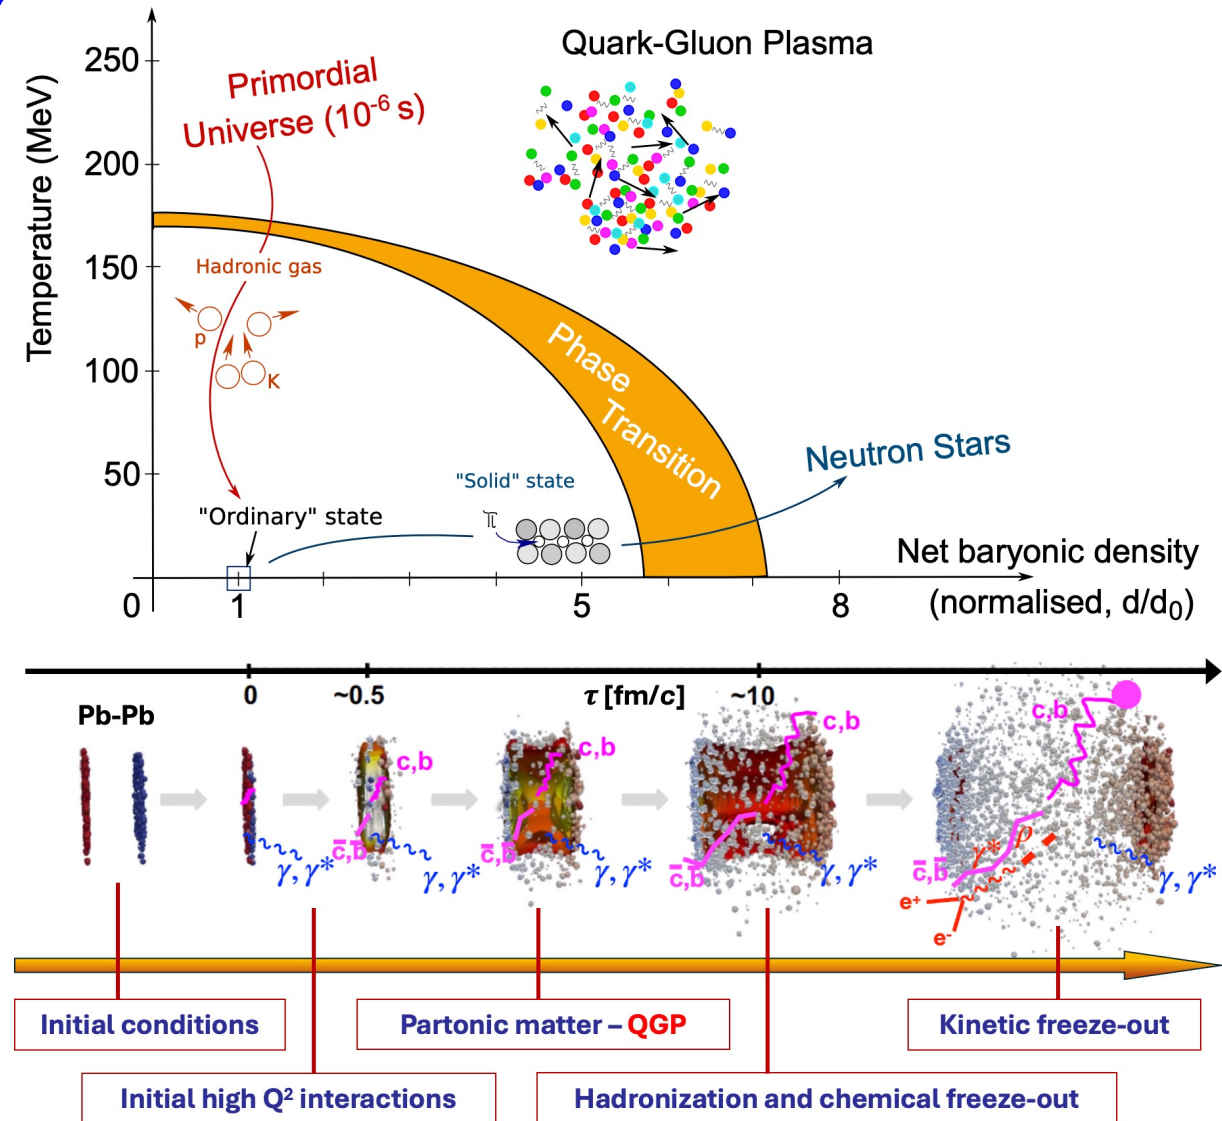 Quark-Gluon Plasma
250
Primordial
Universe (10⁻⁶ s)
Temperature (MeV)
200
150
Hadronic gas
p
K
100
Phase
Transition
50
Neutron Stars
"Solid" state
π
"Ordinary" state
Net baryonic density
(normalised, d/d₀)
0
1
5
8
0
~0.5
τ [fm/c]
~10
Pb-Pb
c,b
c,b
c,b
c,b
c̄,b̄
c̄,b̄
c̄,b̄
c̄,b̄
γ, γ*
γ, γ*
γ, γ*
γ, γ*
γ, γ*
γ*
ρ
e⁺
e⁻
Initial conditions
Partonic matter – QGP
Kinetic freeze-out
Initial high Q² interactions
Hadronization and chemical freeze-out